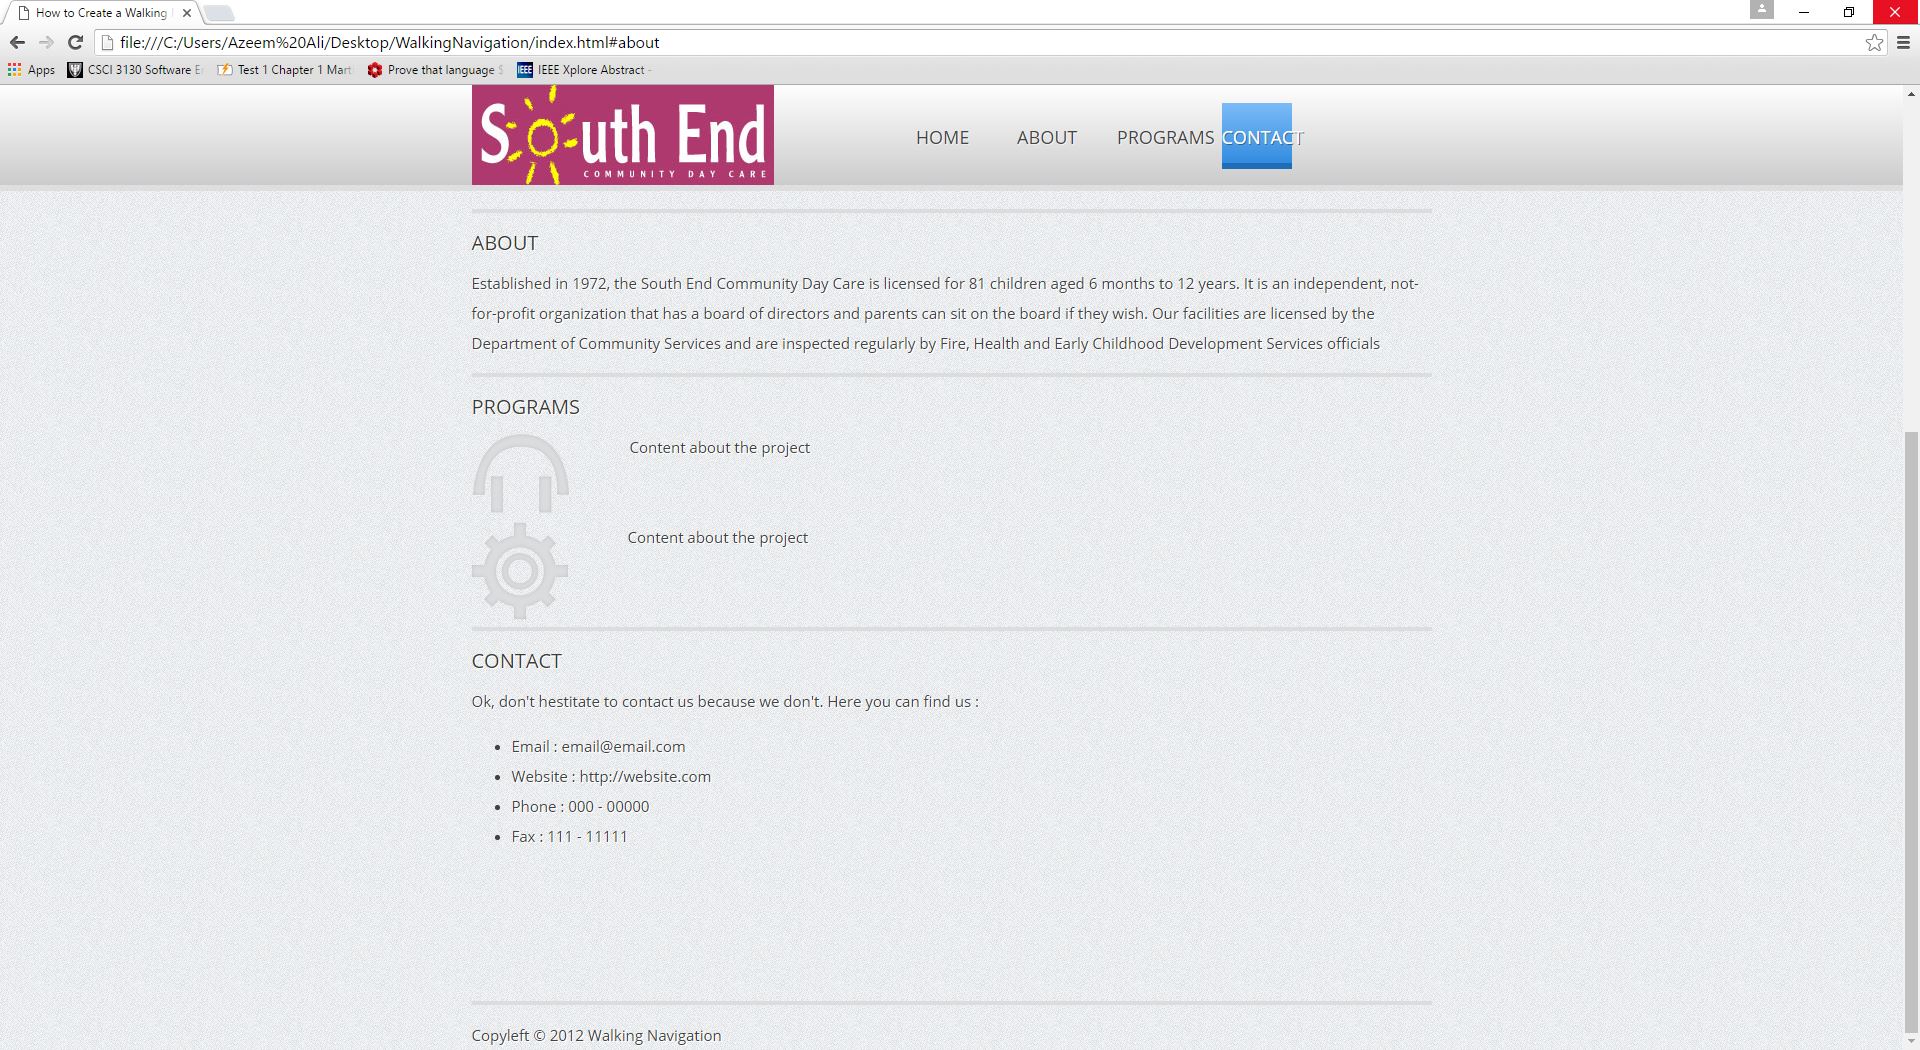 How to Create a Walking
file:///C:/Users/Azeem%20Ali/Desktop/WalkingNavigation/index.html#about
Apps CSCI 3130 Software E Test 1 Chapter 1 Mart Prove that language IEEE IEEE Xplore Abstract -
South End
COMMUNITY DAY CARE
HOME ABOUT PROGRAMS CONTACT
ABOUT
Established in 1972, the South End Community Day Care is licensed for 81 children aged 6 months to 12 years. It is an independent, not-
for-profit organization that has a board of directors and parents can sit on the board if they wish. Our facilities are licensed by the
Department of Community Services and are inspected regularly by Fire, Health and Early Childhood Development Services officials
PROGRAMS
Content about the project
Content about the project
CONTACT
Ok, don't hestitate to contact us because we don't. Here you can find us :
• Email : email@email.com
• Website : http://website.com
• Phone : 000 - 00000
• Fax : 111 - 11111
Copyleft © 2012 Walking Navigation